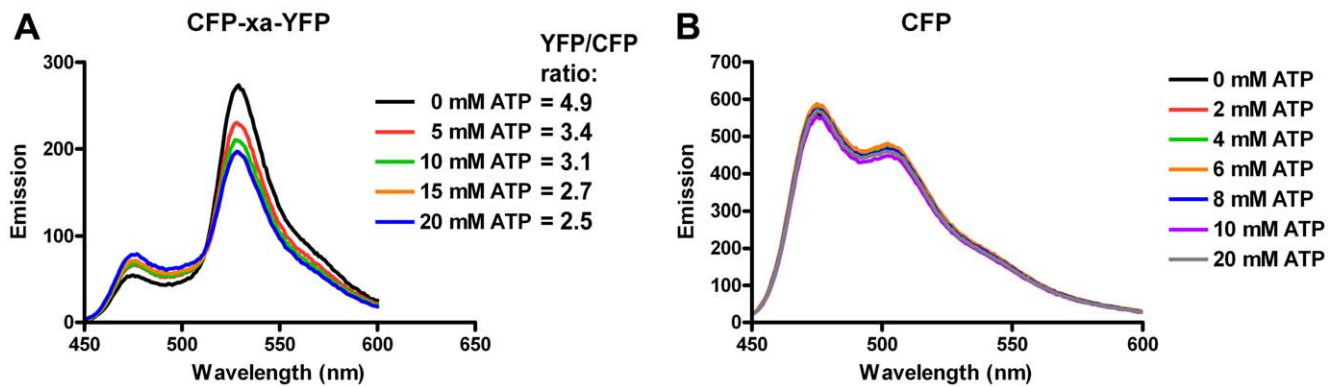 A
CFP-xa-YFP
YFP/CFP
ratio:
0 mM ATP = 4.9
5 mM ATP = 3.4
10 mM ATP = 3.1
15 mM ATP = 2.7
20 mM ATP = 2.5
Emission
300
200
100
0
450 500 550 600 650
Wavelength (nm)
B
CFP
Emission
700
600
500
400
300
200
100
0
450 500 550 600
Wavelength (nm)
0 mM ATP
2 mM ATP
4 mM ATP
6 mM ATP
8 mM ATP
10 mM ATP
20 mM ATP